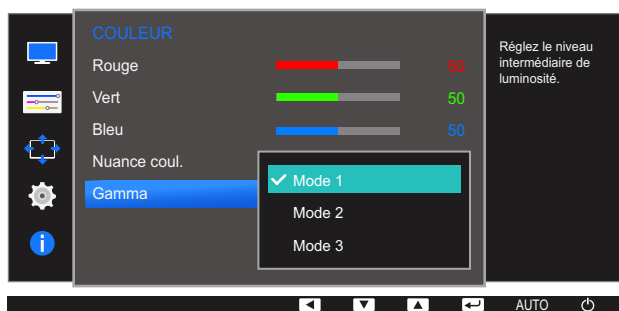 COULEUR
Rouge 50
Vert 50
Bleu 50
Nuance coul.
Gamma
Mode 1
Mode 2
Mode 3
Réglez le niveau
intermédiaire de
luminosité.
AUTO